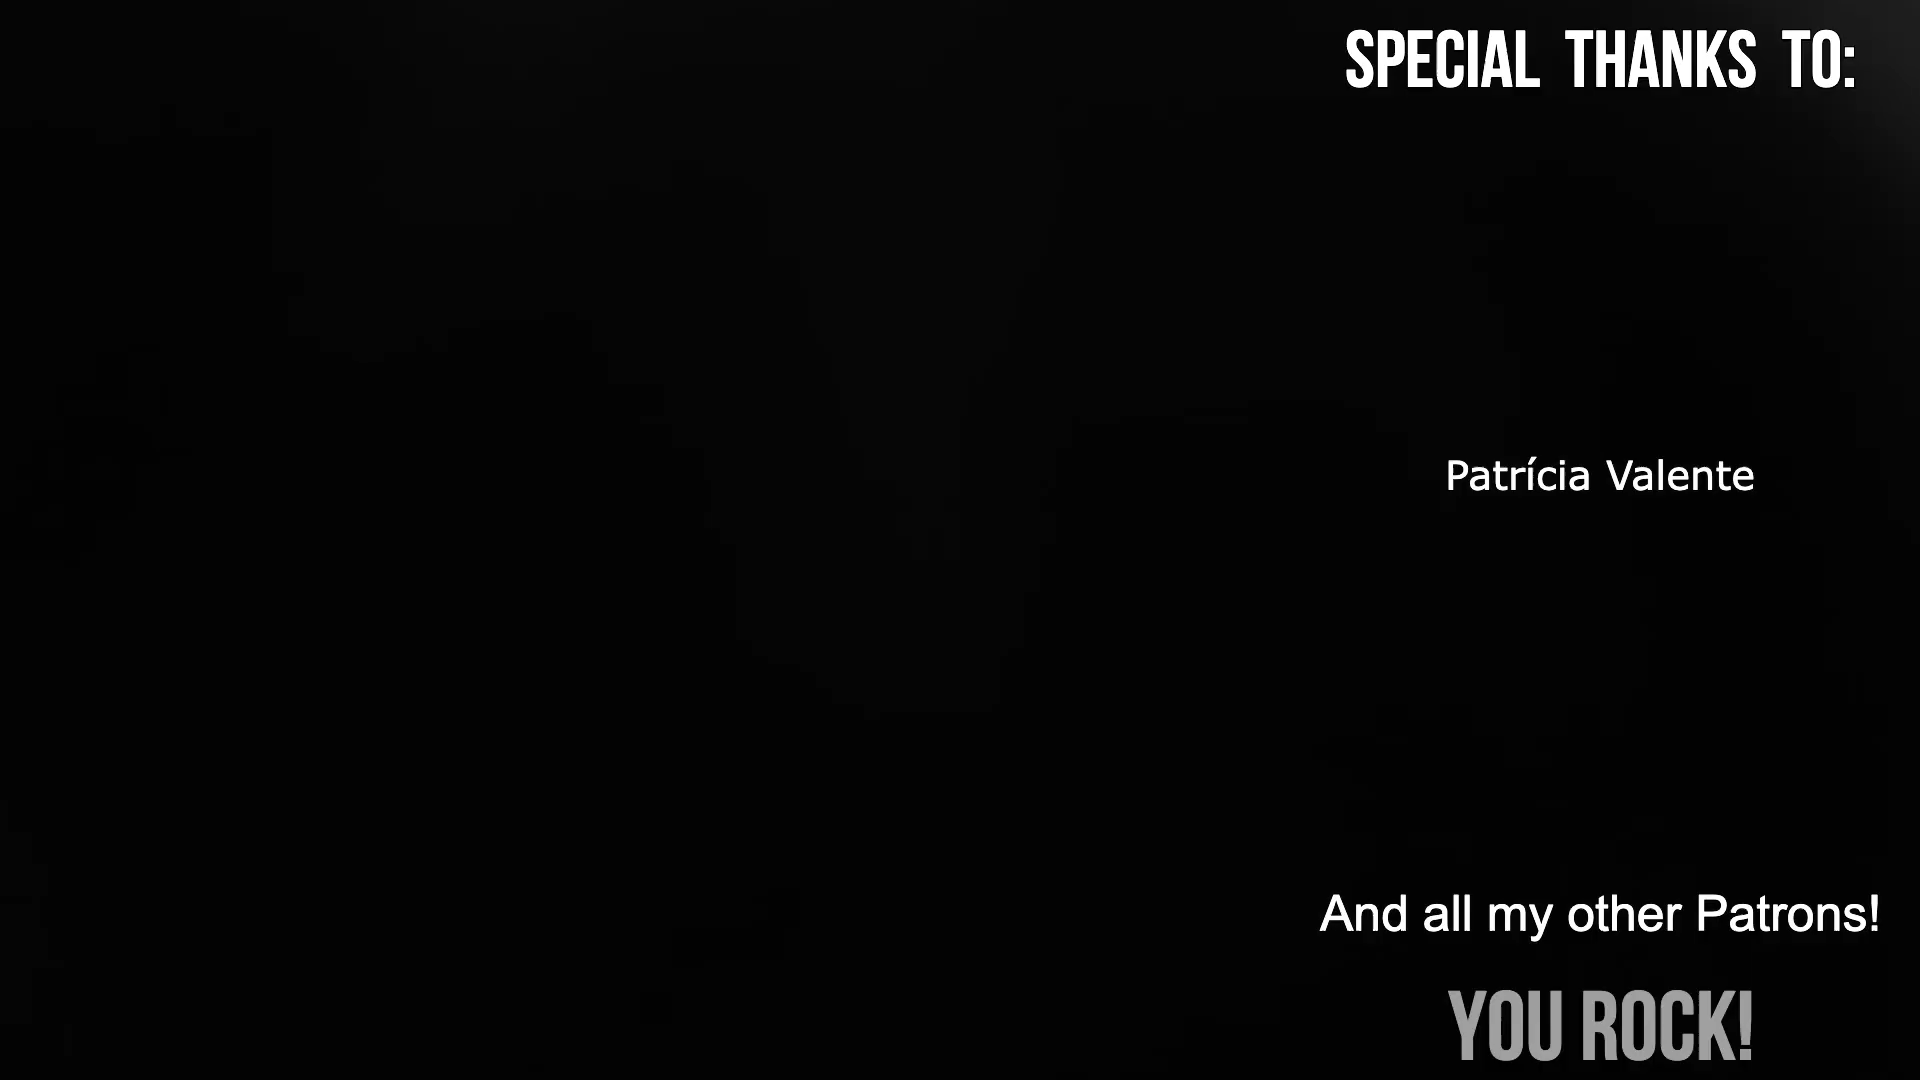 SPECIAL THANKS TO:
Patrícia Valente
And all my other Patrons!
YOU ROCK!